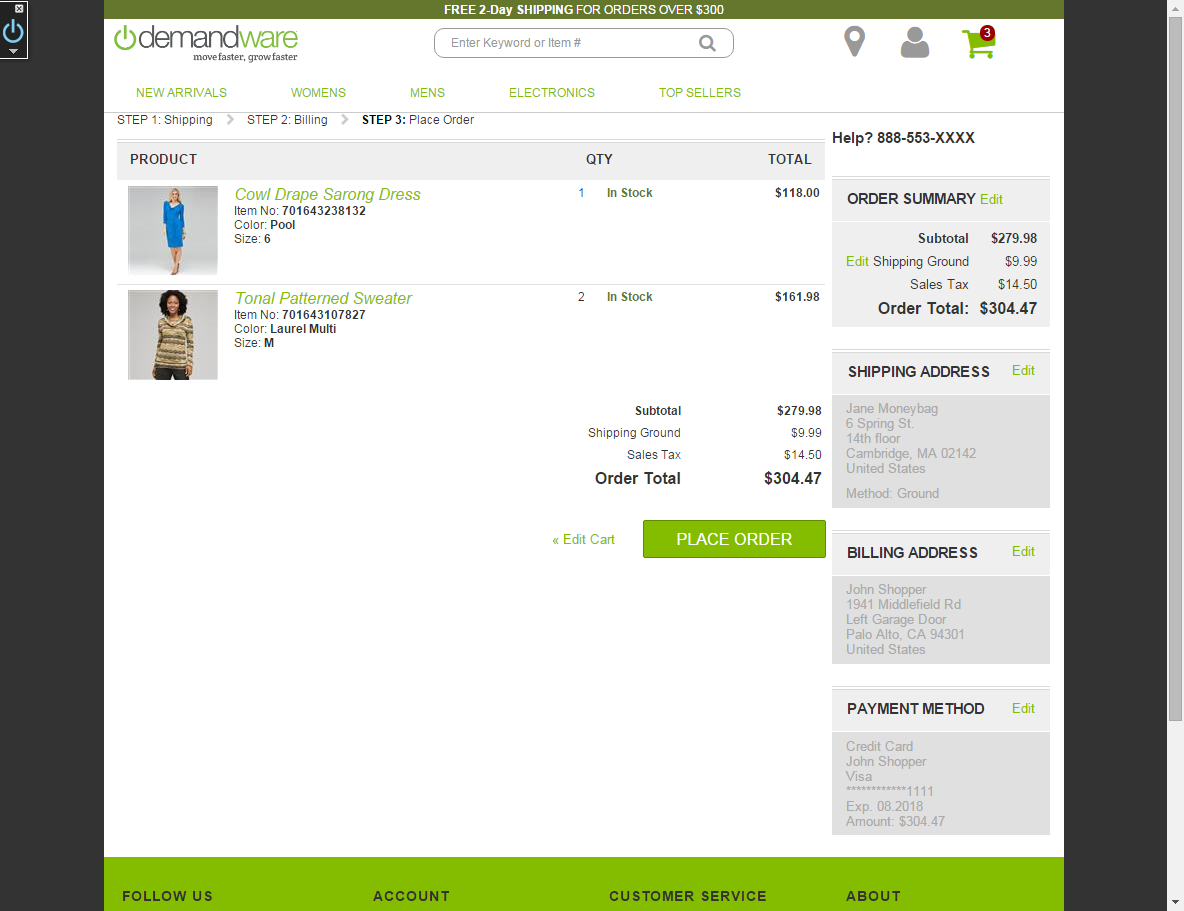 FREE 2-Day SHIPPING FOR ORDERS OVER $300
demandware
move faster, grow faster
Enter Keyword or Item #
3
NEW ARRIVALS WOMENS MENS ELECTRONICS TOP SELLERS
STEP 1: Shipping STEP 2: Billing STEP 3: Place Order
PRODUCT QTY TOTAL
Cowl Drape Sarong Dress 1 In Stock $118.00
Item No: 701643238132
Color: Pool
Size: 6
Tonal Patterned Sweater 2 In Stock $161.98
Item No: 701643107827
Color: Laurel Multi
Size: M
Subtotal $279.98
Shipping Ground $9.99
Sales Tax $14.50
Order Total $304.47
« Edit Cart PLACE ORDER
Help? 888-553-XXXX
ORDER SUMMARY Edit
Subtotal $279.98
Edit Shipping Ground $9.99
Sales Tax $14.50
Order Total: $304.47
SHIPPING ADDRESS Edit
Jane Moneybag
6 Spring St.
14th floor
Cambridge, MA 02142
United States
Method: Ground
BILLING ADDRESS Edit
John Shopper
1941 Middlefield Rd
Left Garage Door
Palo Alto, CA 94301
United States
PAYMENT METHOD Edit
Credit Card
John Shopper
Visa
************1111
Exp. 08.2018
Amount: $304.47
FOLLOW US ACCOUNT CUSTOMER SERVICE ABOUT